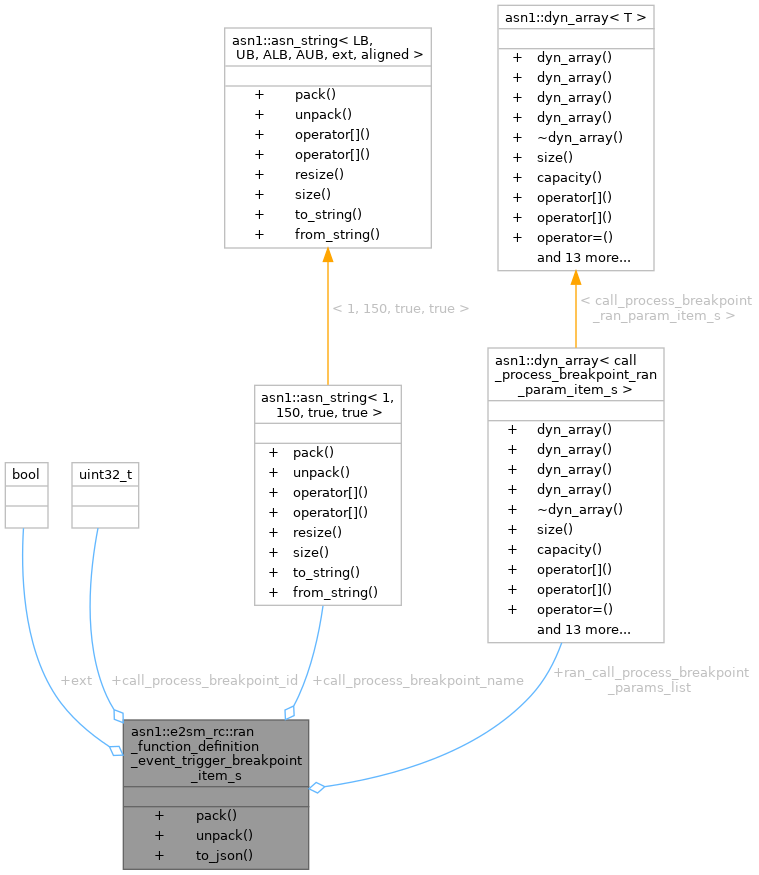 asn1::asn_string< LB,
UB, ALB, AUB, ext, aligned >
+ pack()
+ unpack()
+ operator[]()
+ operator[]()
+ resize()
+ size()
+ to_string()
+ from_string()
asn1::dyn_array< T >
+ dyn_array()
+ dyn_array()
+ dyn_array()
+ dyn_array()
+ ~dyn_array()
+ size()
+ capacity()
+ operator[]()
+ operator[]()
+ operator=()
and 13 more...
< 1, 150, true, true >
< call_process_breakpoint
_ran_param_item_s >
asn1::asn_string< 1,
150, true, true >
+ pack()
+ unpack()
+ operator[]()
+ operator[]()
+ resize()
+ size()
+ to_string()
+ from_string()
asn1::dyn_array< call
_process_breakpoint_ran
_param_item_s >
+ dyn_array()
+ dyn_array()
+ dyn_array()
+ dyn_array()
+ ~dyn_array()
+ size()
+ capacity()
+ operator[]()
+ operator[]()
+ operator=()
and 13 more...
bool
uint32_t
+ext
+call_process_breakpoint_id
+call_process_breakpoint_name
+ran_call_process_breakpoint
_params_list
asn1::e2sm_rc::ran
_function_definition
_event_trigger_breakpoint
_item_s
+ pack()
+ unpack()
+ to_json()